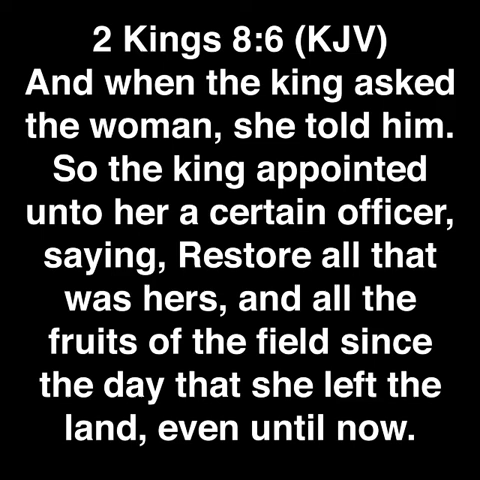 2 Kings 8:6 (KJV)
And when the king asked
the woman, she told him.
So the king appointed
unto her a certain officer,
saying, Restore all that
was hers, and all the
fruits of the field since
the day that she left the
land, even until now.